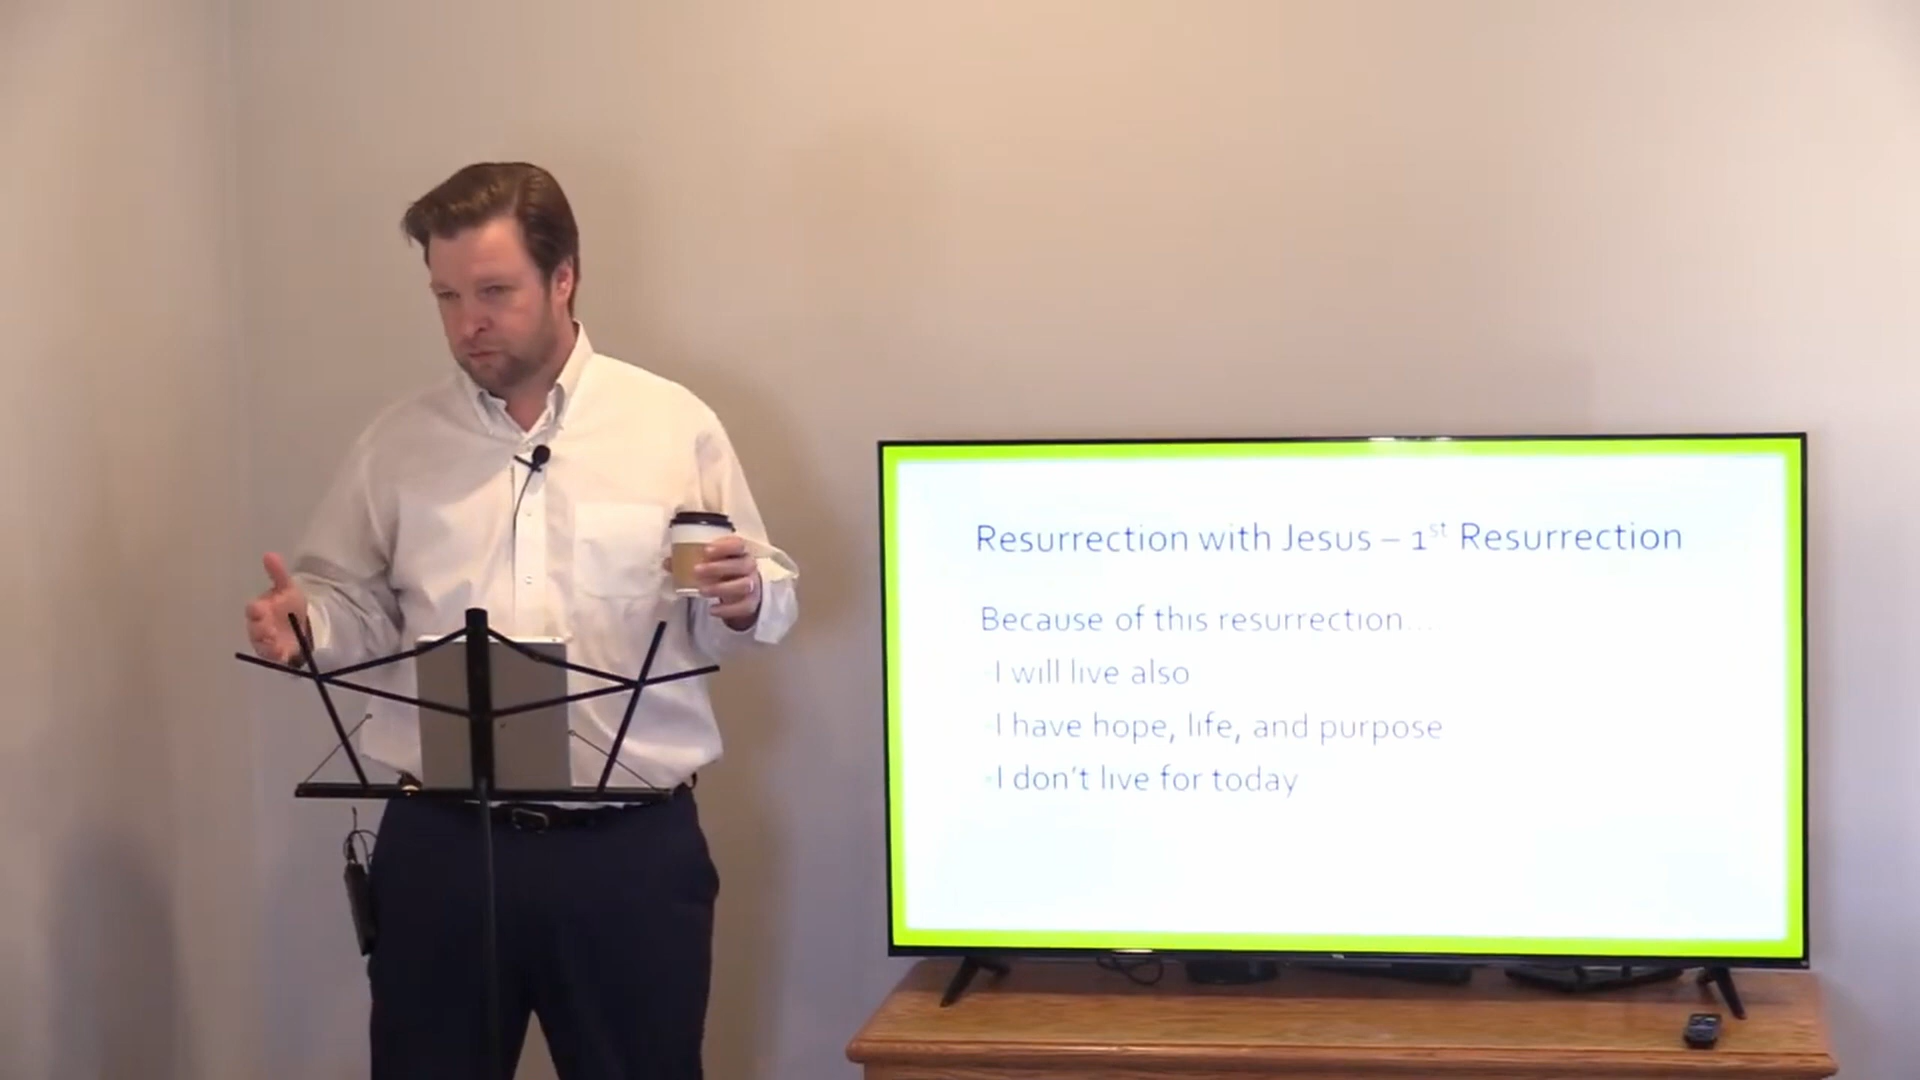 Resurrection with Jesus – 1st Resurrection
Because of this resurrection...
I will live also
I have hope, life, and purpose
I don't live for today